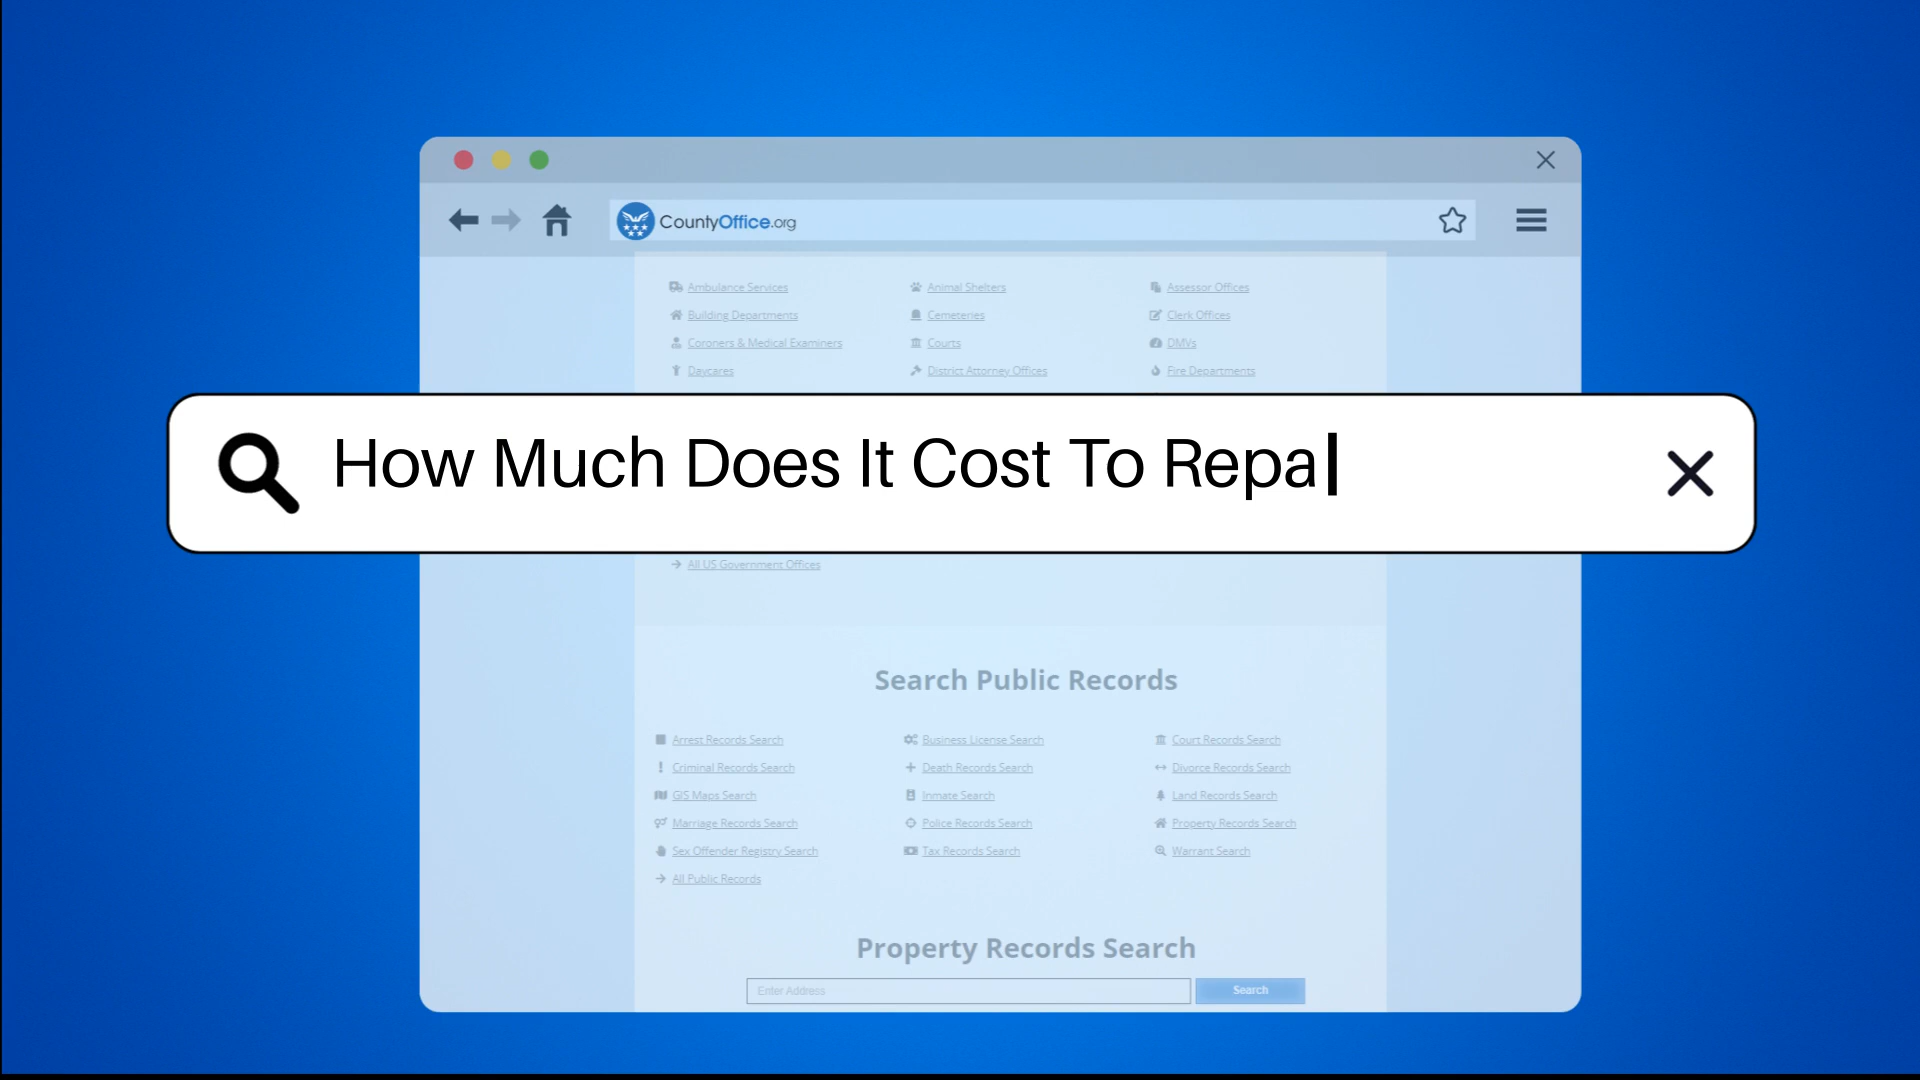 CountyOffice.org
Ambulance Services Animal Shelters Assessor Offices
Building Departments Cemeteries Clerk Offices
Coroners & Medical Examiners Courts DMVs
Daycares District Attorney Offices Fire Departments
How Much Does It Cost To Repa
All US Government Offices
Search Public Records
Arrest Records Search Business License Search Court Records Search
Criminal Records Search Death Records Search Divorce Records Search
GIS Maps Search Inmate Search Land Records Search
Marriage Records Search Police Records Search Property Records Search
Sex Offender Registry Search Tax Records Search Warrant Search
All Public Records
Property Records Search
Enter Address Search